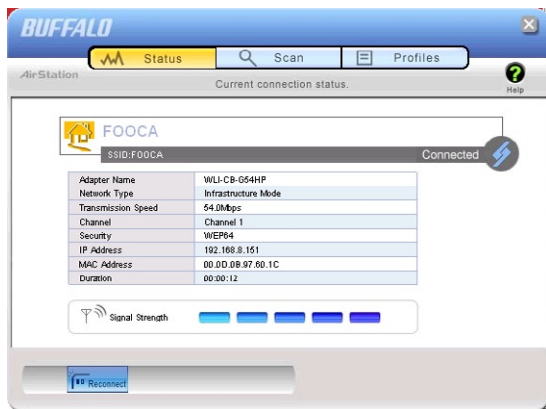 BUFFALO
Status Scan Profiles
AirStation
Current connection status.
Help
FOOCA
SSID:FOOCA Connected
Adapter Name WLI-CB-G54HP
Network Type Infrastructure Mode
Transmission Speed 54.0Mbps
Channel Channel 1
Security WEP64
IP Address 192.168.8.151
MAC Address 00.0D.0B.97.60.1C
Duration 00:00:12
Signal Strength
Reconnect